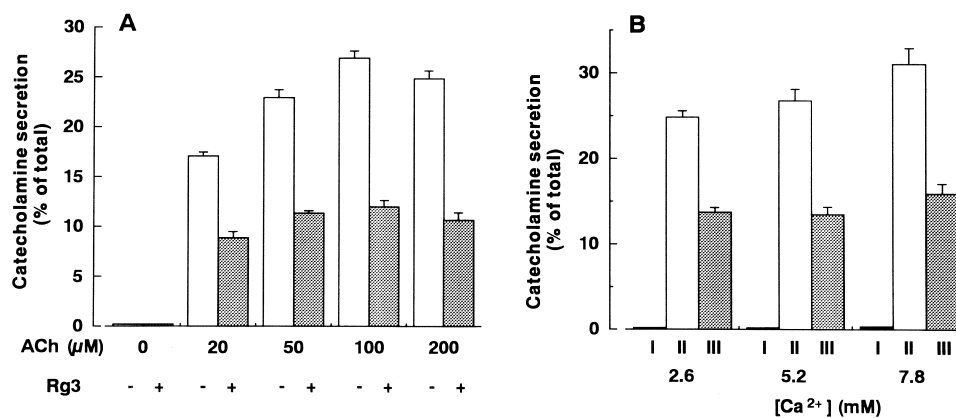 A
Catecholamine secretion
(% of total)
30
25
20
15
10
5
0
ACh (µM) 0 20 50 100 200
Rg3 - + - + - + - + - +
B
Catecholamine secretion
(% of total)
30
20
10
0
I II III I II III I II III
2.6 5.2 7.8
[Ca 2+ ] (mM)